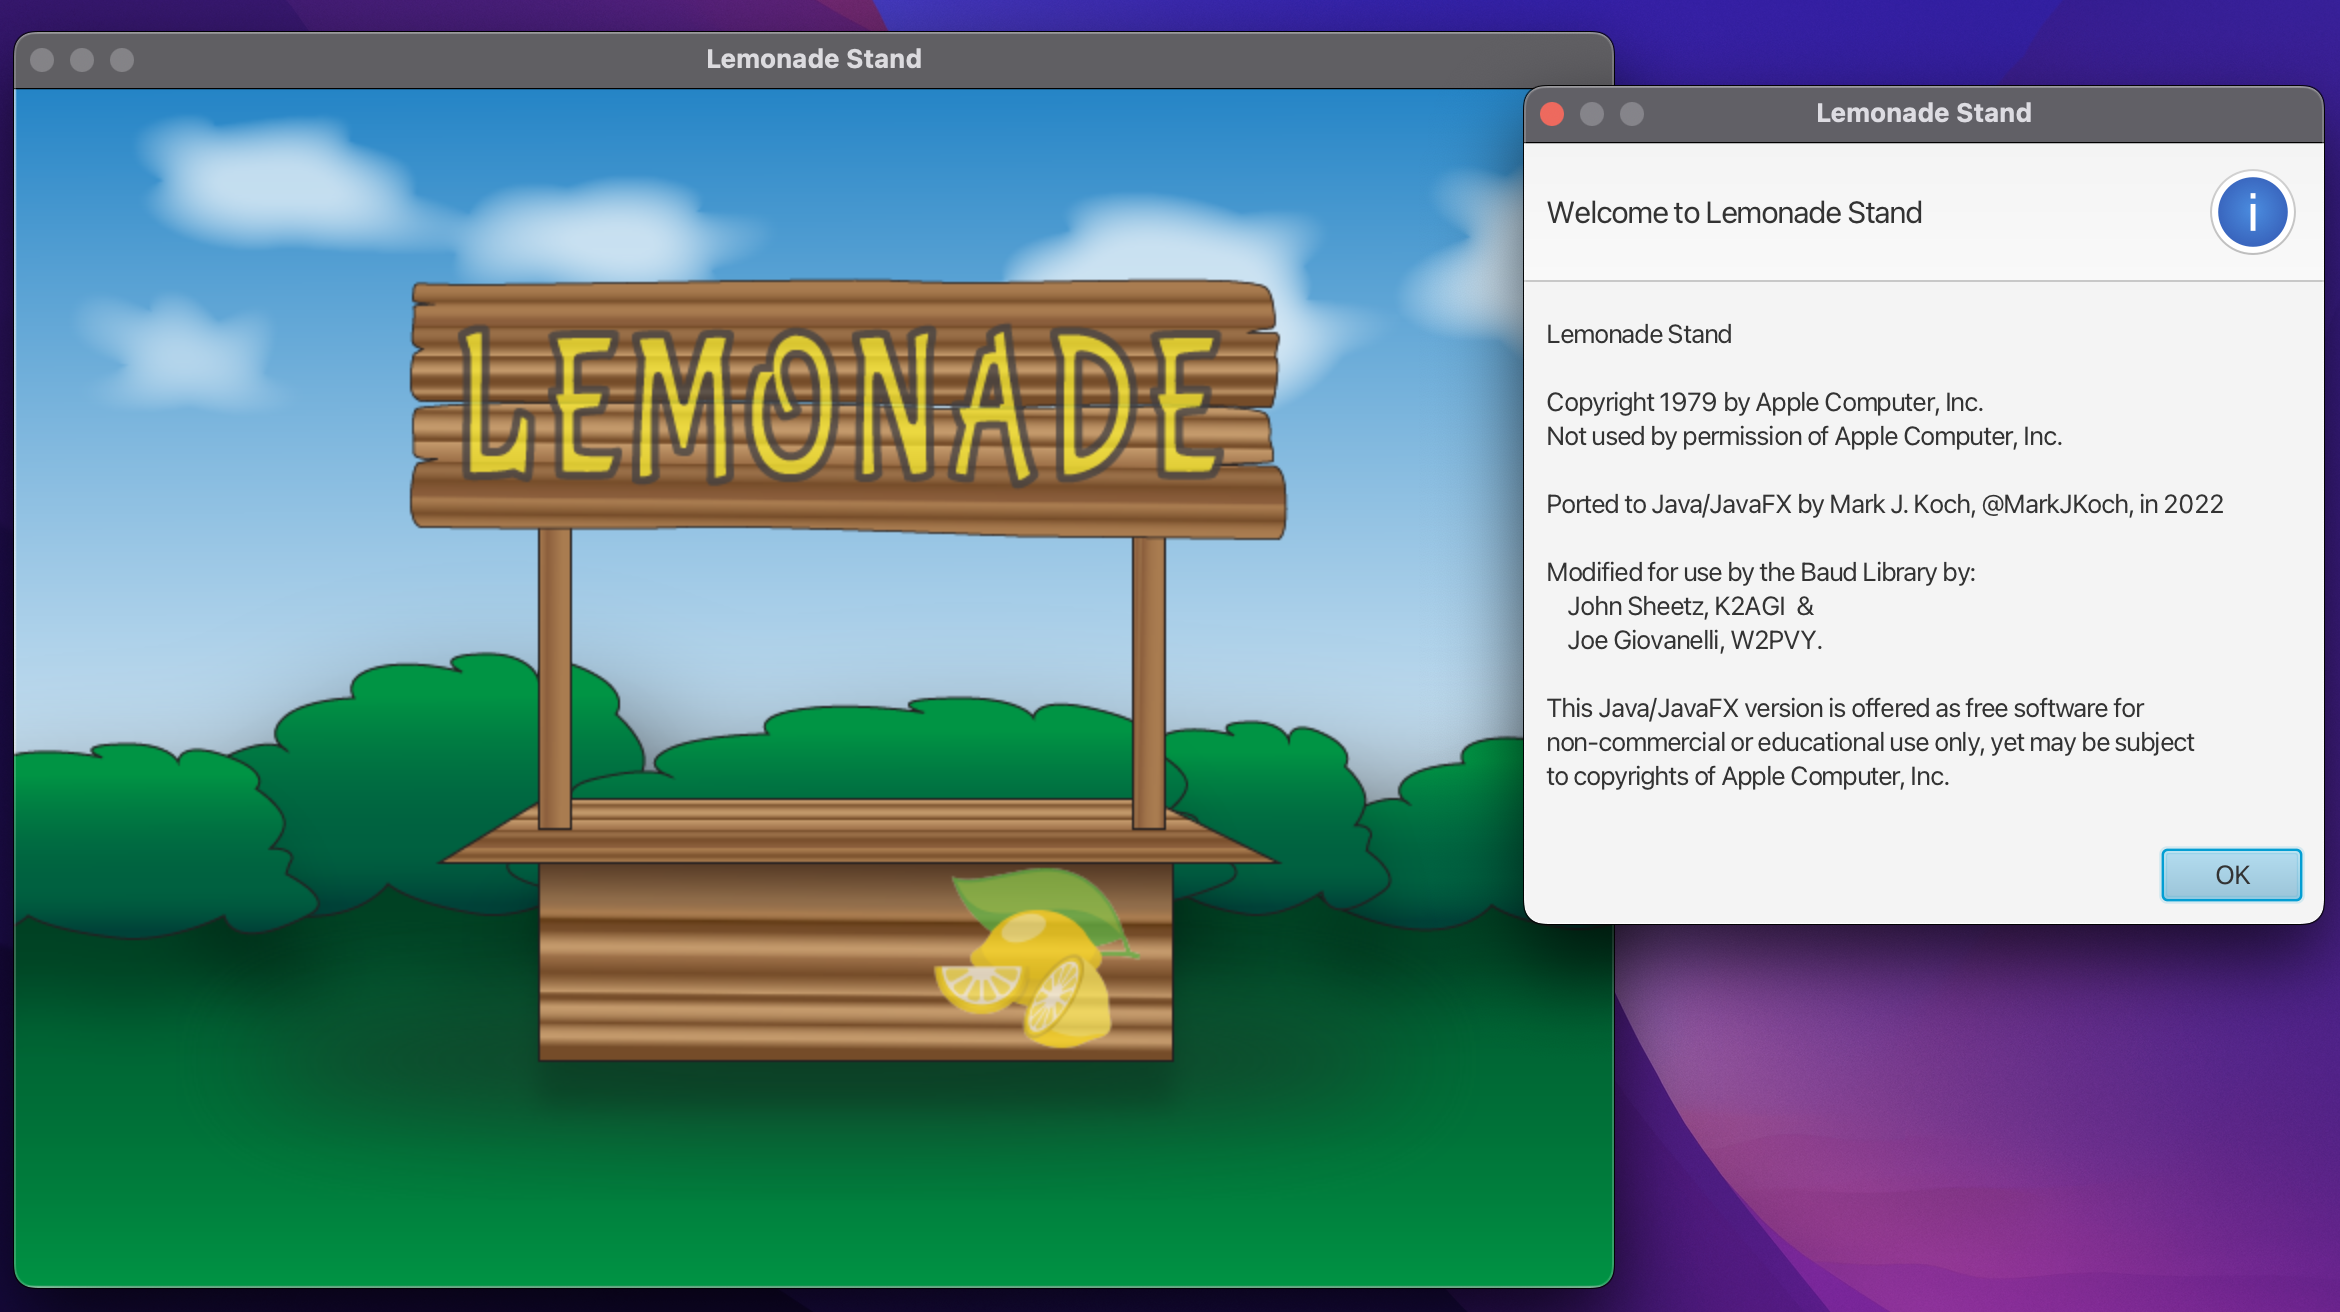 Lemonade Stand
LEMONADE
Lemonade Stand
Welcome to Lemonade Stand
i
Lemonade Stand
Copyright 1979 by Apple Computer, Inc.
Not used by permission of Apple Computer, Inc.
Ported to Java/JavaFX by Mark J. Koch, @MarkJKoch, in 2022
Modified for use by the Baud Library by:
John Sheetz, K2AGI &
Joe Giovanelli, W2PVY.
This Java/JavaFX version is offered as free software for
non-commercial or educational use only, yet may be subject
to copyrights of Apple Computer, Inc.
OK